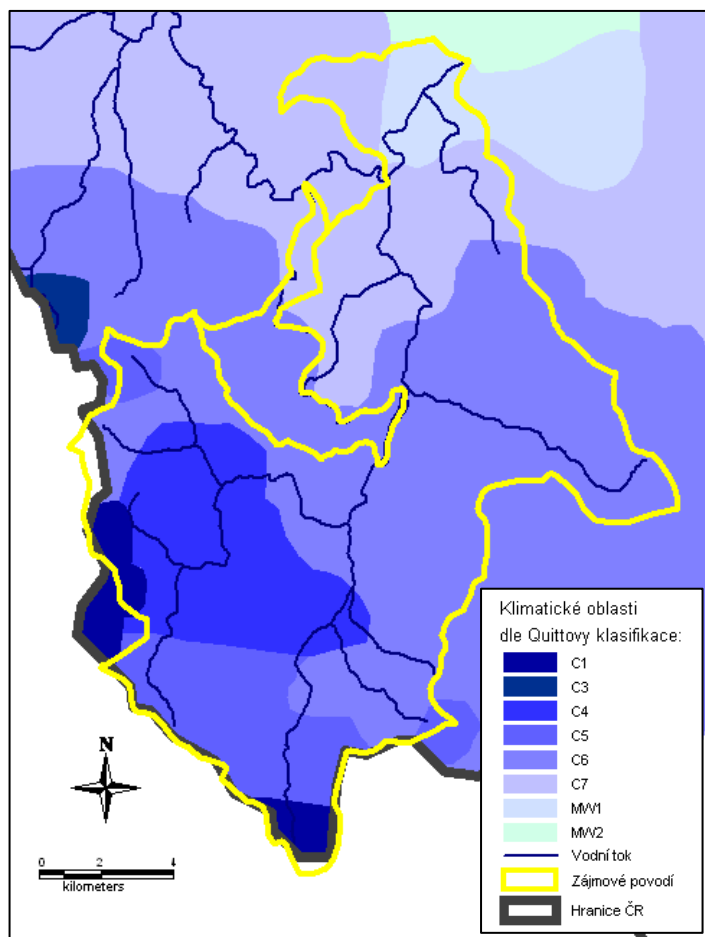 Klimatické oblasti
dle Quittovy klasifikace:
C1
C3
C4
C5
C6
C7
MW1
MW2
Vodní tok
Zájmové povodí
Hranice ČR
N
0 2 4
kilometers